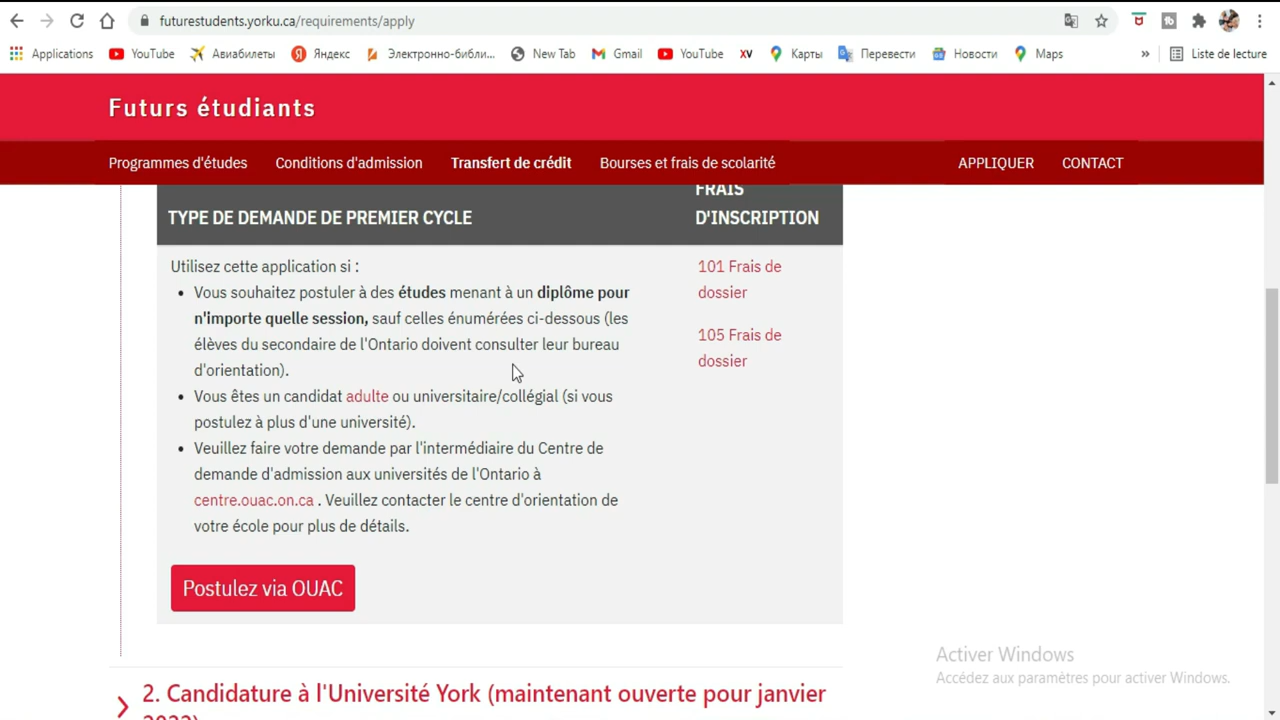 futurestudents.yorku.ca/requirements/apply
Applications YouTube Авиабилеты Яндекс Электронно-библи... New Tab Gmail YouTube XV Карты Перевести Новости Maps » Liste de lecture
Futurs étudiants
Programmes d'études Conditions d'admission Transfert de crédit Bourses et frais de scolarité APPLIQUER CONTACT
FRAIS
TYPE DE DEMANDE DE PREMIER CYCLE D'INSCRIPTION
Utilisez cette application si :
• Vous souhaitez postuler à des études menant à un diplôme pour
n'importe quelle session, sauf celles énumérées ci-dessous (les
élèves du secondaire de l'Ontario doivent consulter leur bureau
d'orientation).
• Vous êtes un candidat adulte ou universitaire/collégial (si vous
postulez à plus d'une université).
• Veuillez faire votre demande par l'intermédiaire du Centre de
demande d'admission aux universités de l'Ontario à
centre.ouac.on.ca . Veuillez contacter le centre d'orientation de
votre école pour plus de détails.
101 Frais de
dossier
105 Frais de
dossier
Postulez via OUAC
2. Candidature à l'Université York (maintenant ouverte pour janvier
2022)
Activer Windows
Accédez aux paramètres pour activer Windows.